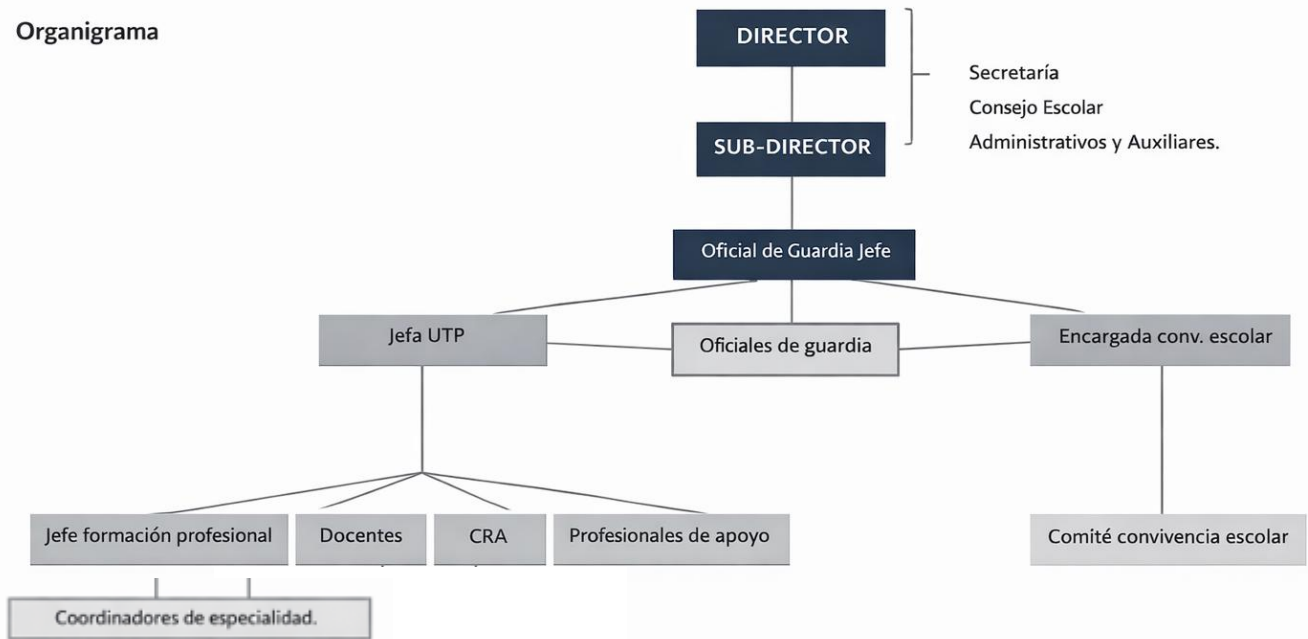 Organigrama
DIRECTOR
Secretaría
Consejo Escolar
Administrativos y Auxiliares.
SUB-DIRECTOR
Oficial de Guardia Jefe
Jefa UTP
Oficiales de guardia
Encargada conv. escolar
Jefe formación profesional
Docentes
CRA
Profesionales de apoyo
Comité convivencia escolar
Coordinadores de especialidad.